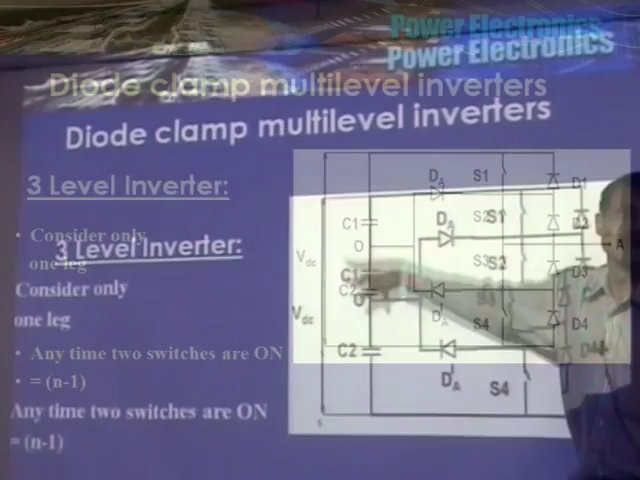 Power Electronics
Power Electronics
Diode clamp multilevel inverters
Diode clamp multilevel inverters
3 Level Inverter:
• Consider only
one leg
3 Level Inverter:
Consider only
one leg
• Any time two switches are ON
• = (n-1)
Any time two switches are ON
= (n-1)
DA S1 D1
C1 S2 D2
DA S1
O
A
Vdc S3 D3
C1 S2
C2
Vdc
DA' S4 D4
C2
D4
DA' S4